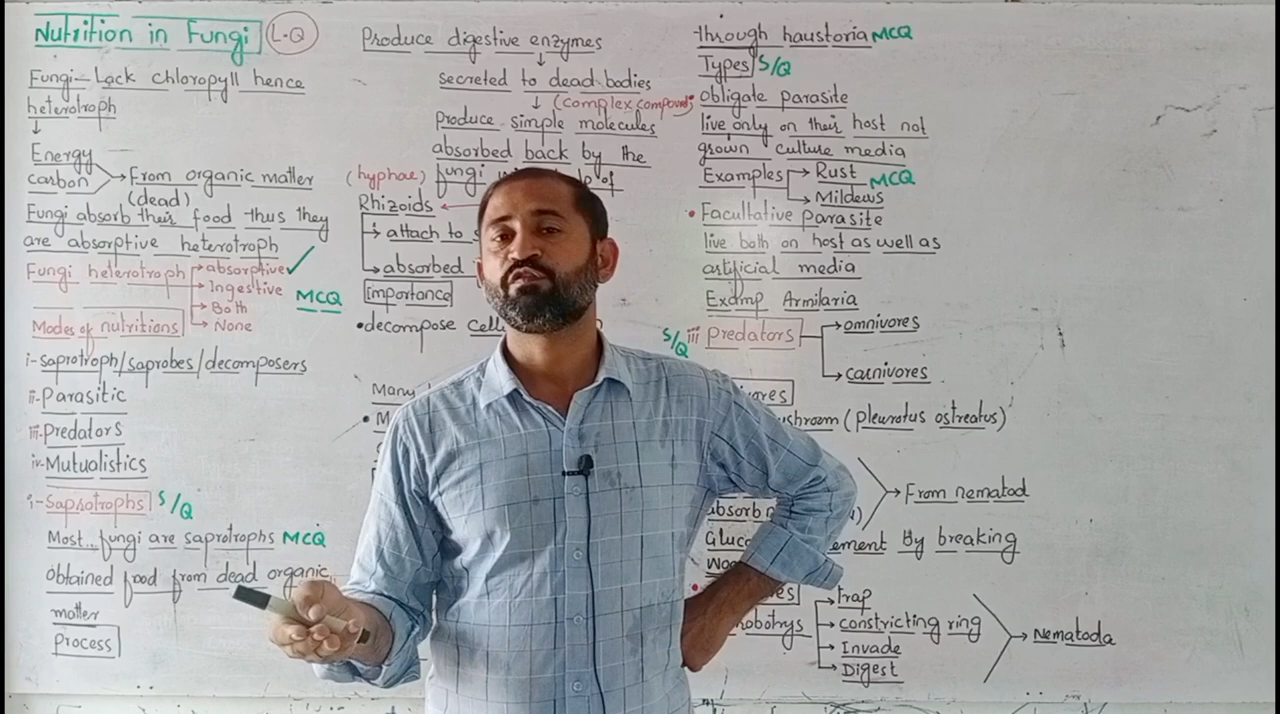 Nutrition in Fungi L-Q
Fungi - Lack chloropyll hence
heterotroph
↓
Energy
carbon → From organic matter
(dead)
Fungi absorb their food thus they
are absorptive heterotroph
Fungi heterotroph → absorptive ✓
→ Ingestive
→ Both
→ None
MCQ
Modes of nutritions
i-saprotroph/saprobes/decomposers
ii-Parasitic
iii-Predators
iv-Mutualistics
i-Saprotrophs S/Q
Most fungi are saprotrophs MCQ
obtained food from dead organic
matter
Process
Produce digestive enzymes
↓
secreted to dead bodies
↓ (complex compound)
Produce simple molecules
absorbed back by the
fungi of
(hyphae)
Rhizoids ←
→ attach to
→ absorbed
Importance
•decompose
Many
•
through haustoria MCQ
Types S/Q
• obligate parasite
live only on their host not
grown culture media
Examples → Rust
→ Mildews
MCQ
• Facultative Parasite
live both on host as well as
artificial media
Examp Armilaria
S/Q iii Predators → omnivores
→ carnivores
(pleurotus ostreatus)
absorb
→ From nematod
By breaking
→ trap
→ constricting ring
→ Invade
→ Digest
→ Nematoda